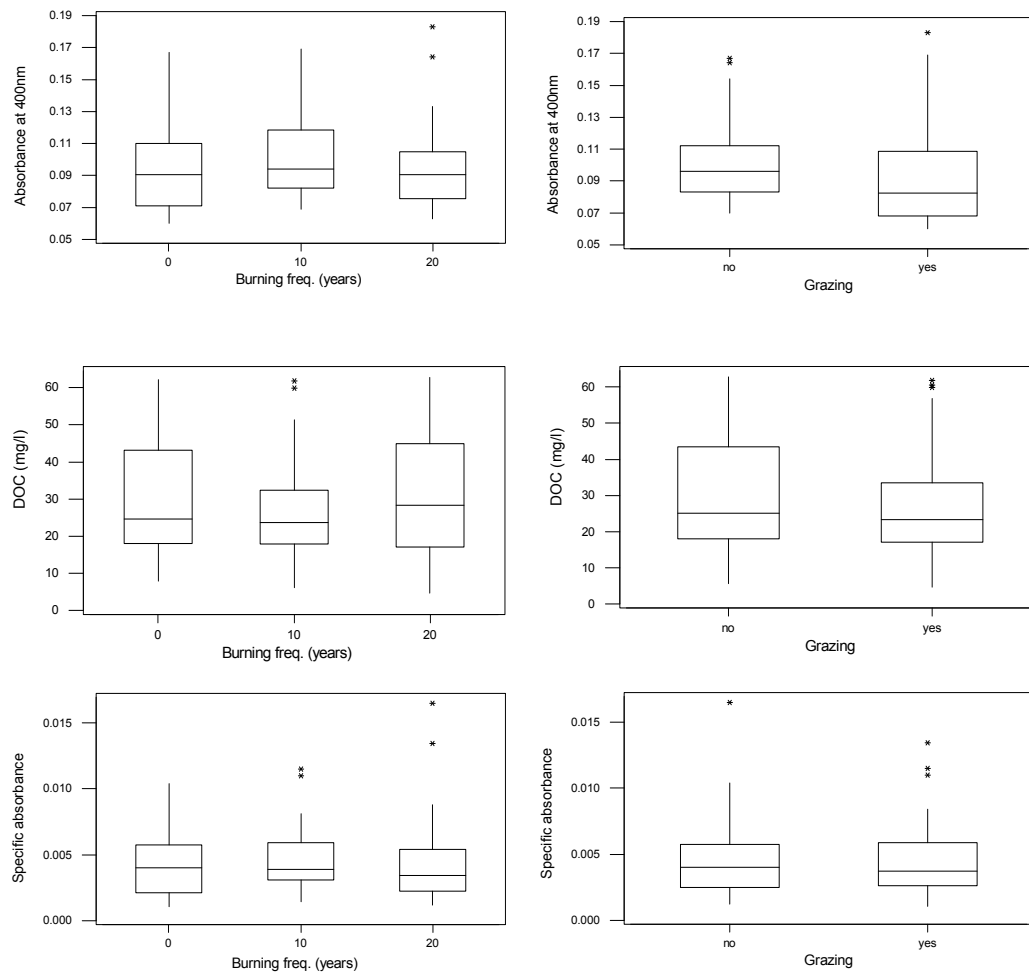 Absorbance at 400nm
0.19
0.17
0.15
0.13
0.11
0.09
0.07
0.05
0 10 20
Burning freq. (years)
Absorbance at 400nm
0.19
0.17
0.15
0.13
0.11
0.09
0.07
0.05
no yes
Grazing
DOC (mg/l)
60
50
40
30
20
10
0
0 10 20
Burning freq. (years)
DOC (mg/l)
60
50
40
30
20
10
0
no yes
Grazing
Specific absorbance
0.015
0.010
0.005
0.000
0 10 20
Burning freq. (years)
Specific absorbance
0.015
0.010
0.005
0.000
no yes
Grazing